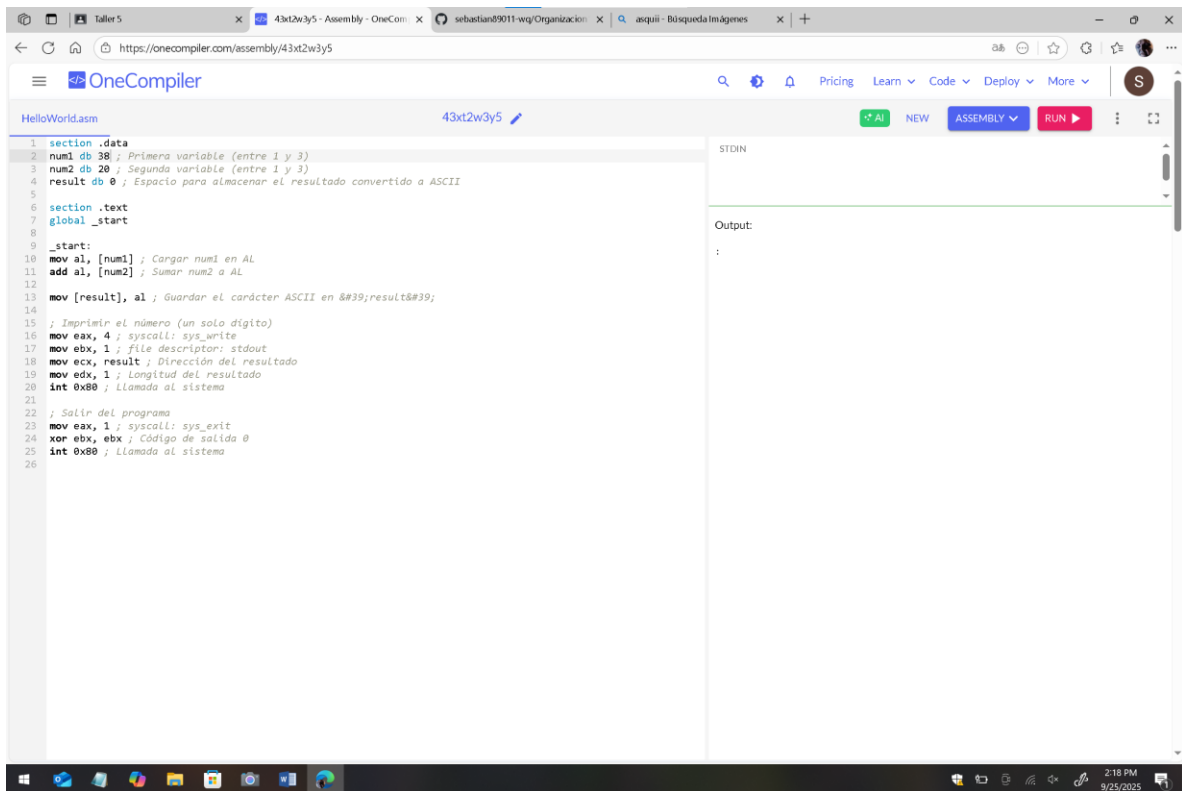 Taller 5
43xt2w3y5 - Assembly - OneCom
sebastian89011-wq/Organizacion
asquii - Búsqueda Imágenes
https://onecompiler.com/assembly/43xt2w3y5
OneCompiler
Pricing
Learn
Code
Deploy
More
S
HelloWorld.asm
43xt2w3y5
AI
NEW
ASSEMBLY
RUN
1 section .data
2 num1 db 38 ; Primera variable (entre 1 y 3)
3 num2 db 20 ; Segunda variable (entre 1 y 3)
4 result db 0 ; Espacio para almacenar el resultado convertido a ASCII
5
6 section .text
7 global _start
8
9 _start:
10 mov al, [num1] ; Cargar num1 en AL
11 add al, [num2] ; Sumar num2 a AL
12
13 mov [result], al ; Guardar el carácter ASCII en &#39;result&#39;
14
15 ; Imprimir el número (un solo dígito)
16 mov eax, 4 ; syscall: sys_write
17 mov ebx, 1 ; file descriptor: stdout
18 mov ecx, result ; Dirección del resultado
19 mov edx, 1 ; Longitud del resultado
20 int 0x80 ; Llamada al sistema
21
22 ; Salir del programa
23 mov eax, 1 ; syscall: sys_exit
24 xor ebx, ebx ; Código de salida 0
25 int 0x80 ; Llamada al sistema
26
STDIN
Output:
:
2:18 PM
9/25/2025